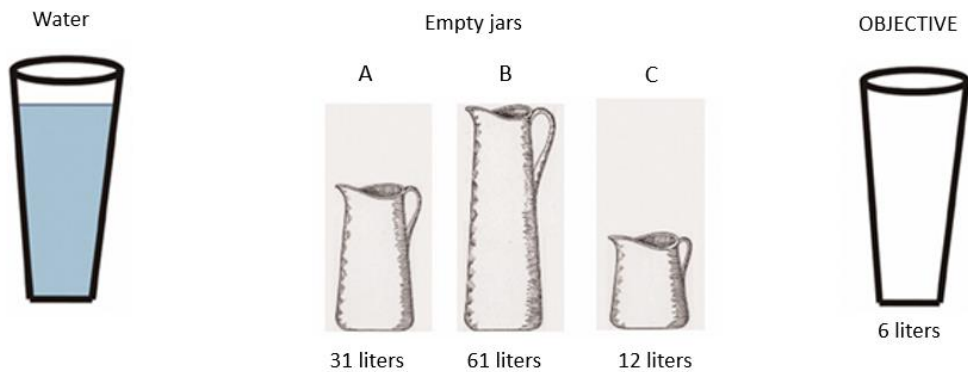 Water
Empty jars
OBJECTIVE
A
B
C
31 liters
61 liters
12 liters
6 liters